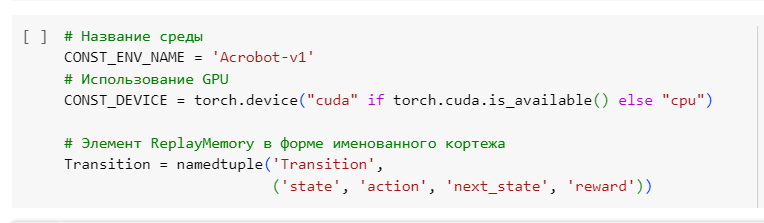 [ ] # Название среды
CONST_ENV_NAME = 'Acrobot-v1'
# Использование GPU
CONST_DEVICE = torch.device("cuda" if torch.cuda.is_available() else "cpu")
# Элемент ReplayMemory в форме именованного кортежа
Transition = namedtuple('Transition',
('state', 'action', 'next_state', 'reward'))